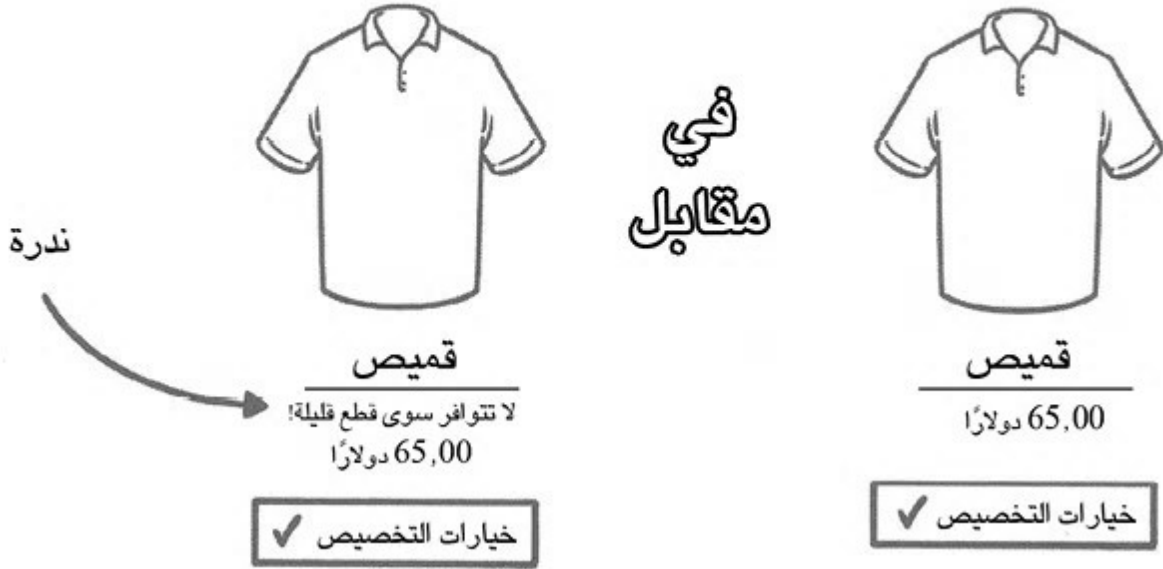 في
مقابل
قميص
65,00 دولارًا
خيارات التخصيص
ندرة
قميص
لا تتوافر سوى قطع قليلة!
65,00 دولارًا
خيارات التخصيص